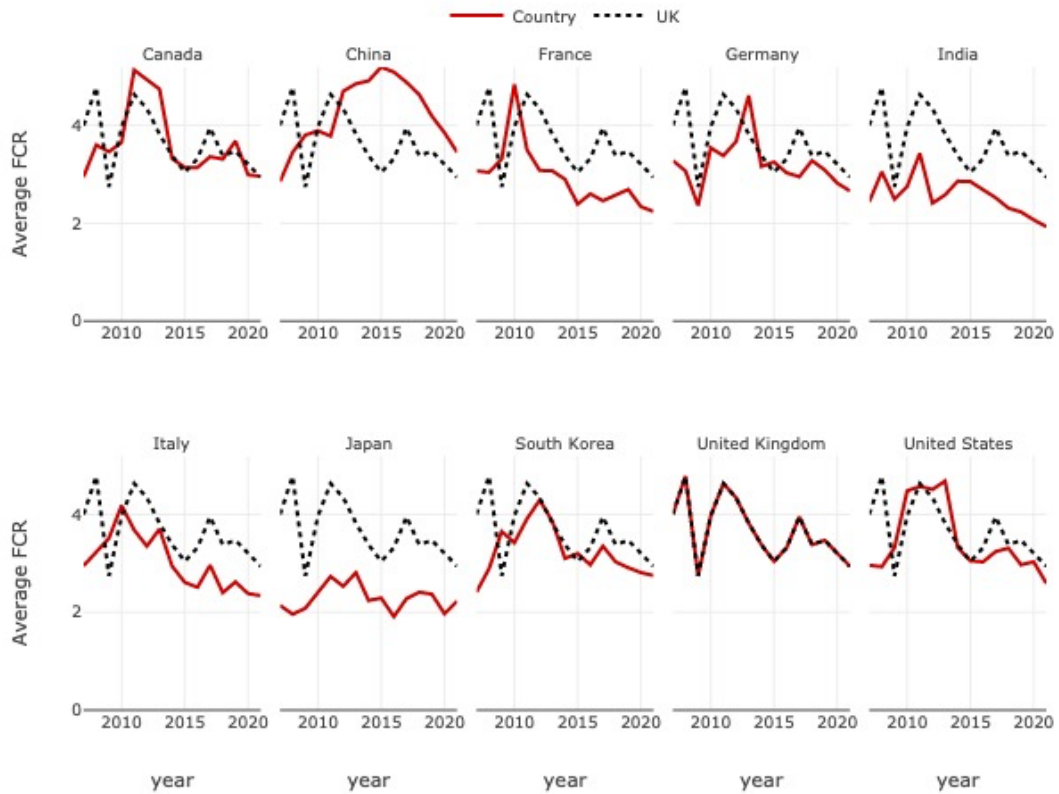 Country UK
Canada China France Germany India
Average FCR
4
2
0
2010 2015 2020 2010 2015 2020 2010 2015 2020 2010 2015 2020 2010 2015 2020
Italy Japan South Korea United Kingdom United States
Average FCR
4
2
0
2010 2015 2020 2010 2015 2020 2010 2015 2020 2010 2015 2020 2010 2015 2020
year year year year year